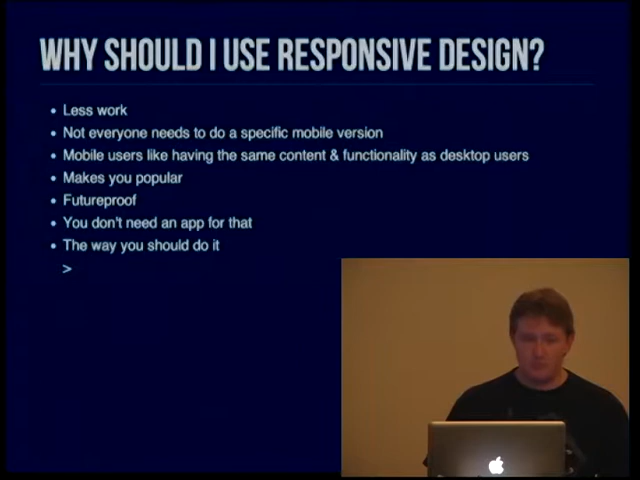 WHY SHOULD I USE RESPONSIVE DESIGN?
• Less work
• Not everyone needs to do a specific mobile version
• Mobile users like having the same content & functionality as desktop users
• Makes you popular
• Futureproof
• You don't need an app for that
• The way you should do it
>